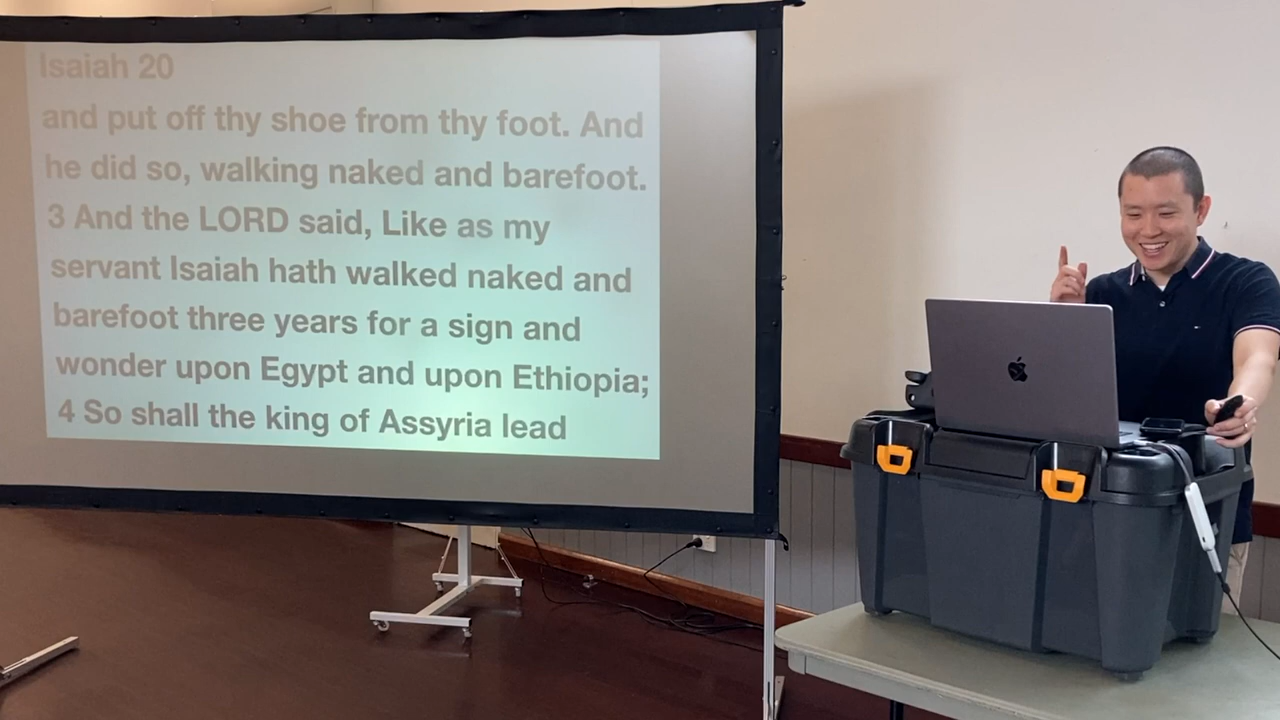 Isaiah 20
and put off thy shoe from thy foot. And
he did so, walking naked and barefoot.
3 And the LORD said, Like as my
servant Isaiah hath walked naked and
barefoot three years for a sign and
wonder upon Egypt and upon Ethiopia;
4 So shall the king of Assyria lead